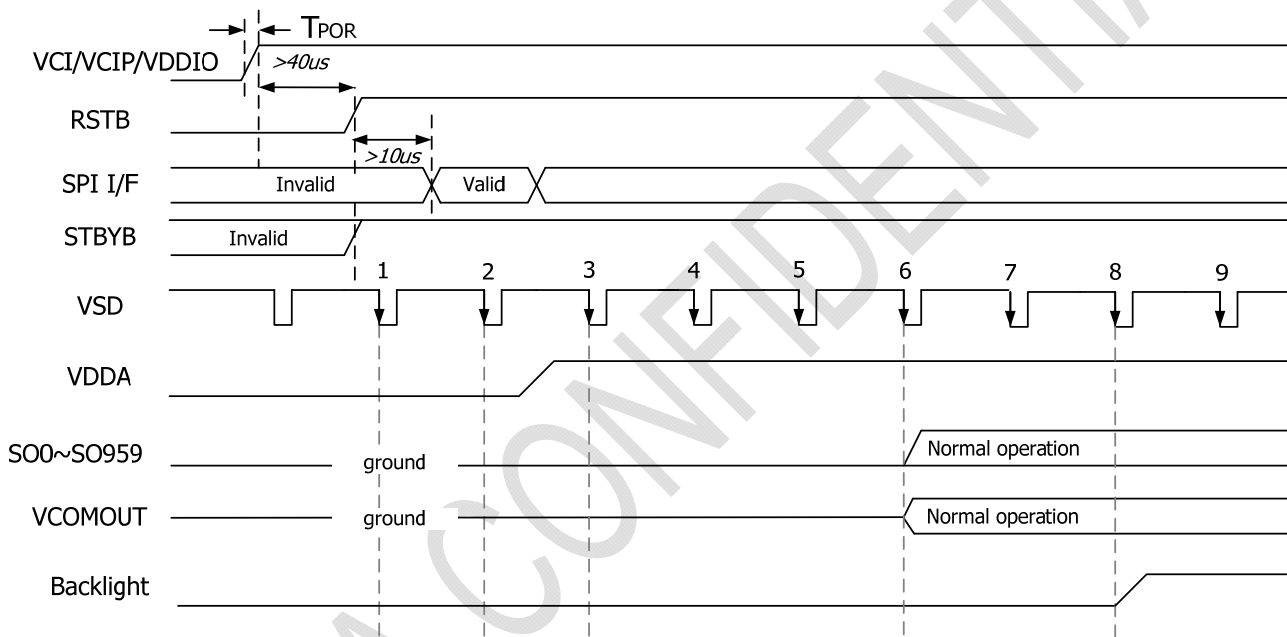 TPOR
VCI/VCIP/VDDIO
>40us
RSTB
>10us
SPI I/F
Invalid
Valid
STBYB
Invalid
1 2 3 4 5 6 7 8 9
VSD
VDDA
SO0~SO959
ground
Normal operation
VCOMOUT
ground
Normal operation
Backlight
A CONFIDENTIA